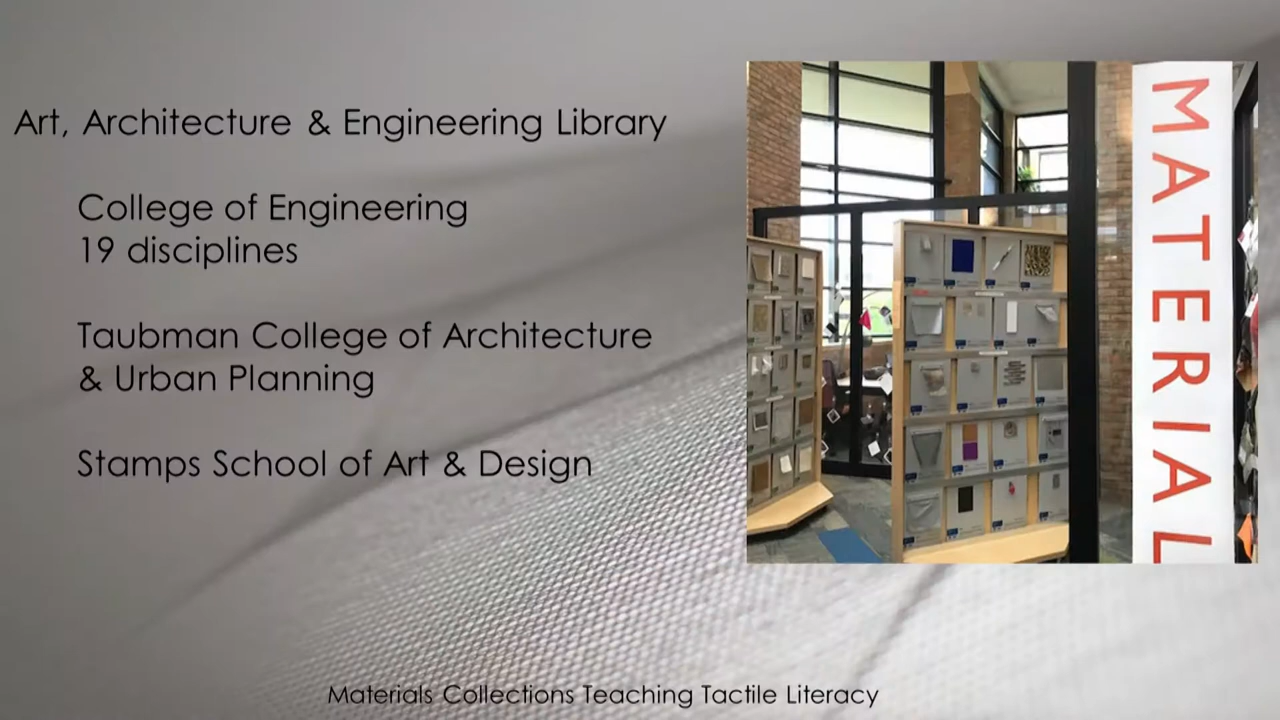 Art, Architecture & Engineering Library
College of Engineering
19 disciplines
Taubman College of Architecture
& Urban Planning
Stamps School of Art & Design
MATERIAL
Materials Collections Teaching Tactile Literacy